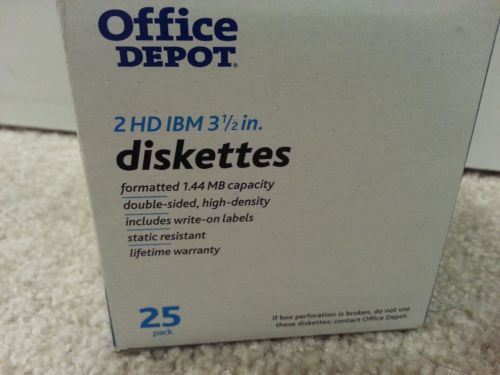 Office
DEPOT.
2 HD IBM 3½ in.
diskettes
formatted 1.44 MB capacity
double-sided, high-density
includes write-on labels
static resistant
lifetime warranty
25
pack
If box perforation is broken, do not use
these diskettes; contact Office Depot.